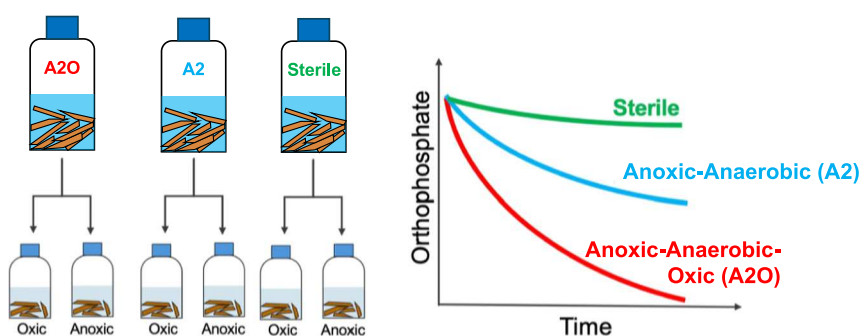 A2O
A2
Sterile
Oxic
Anoxic
Oxic
Anoxic
Oxic
Anoxic
Orthophosphate
Sterile
Anoxic-Anaerobic (A2)
Anoxic-Anaerobic-
Oxic (A2O)
Time